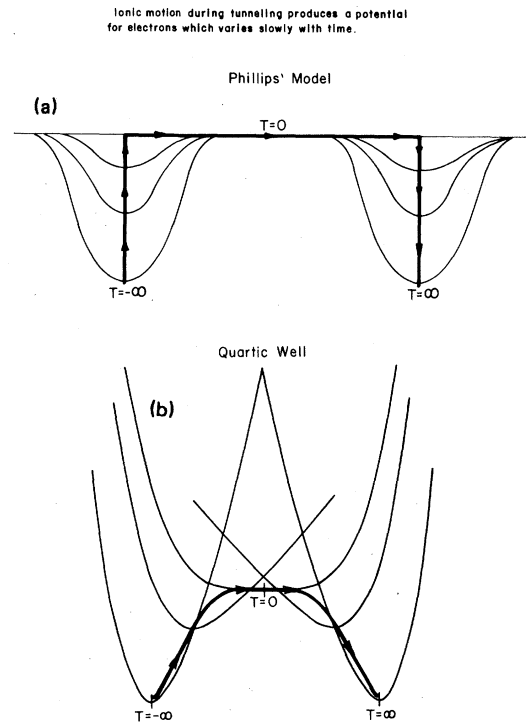 Ionic motion during tunneling produces a potential
for electrons which varies slowly with time.
Phillips' Model
(a)
T=0
T=-∞
T=∞
Quartic Well
(b)
T=0
T=-∞
T=∞